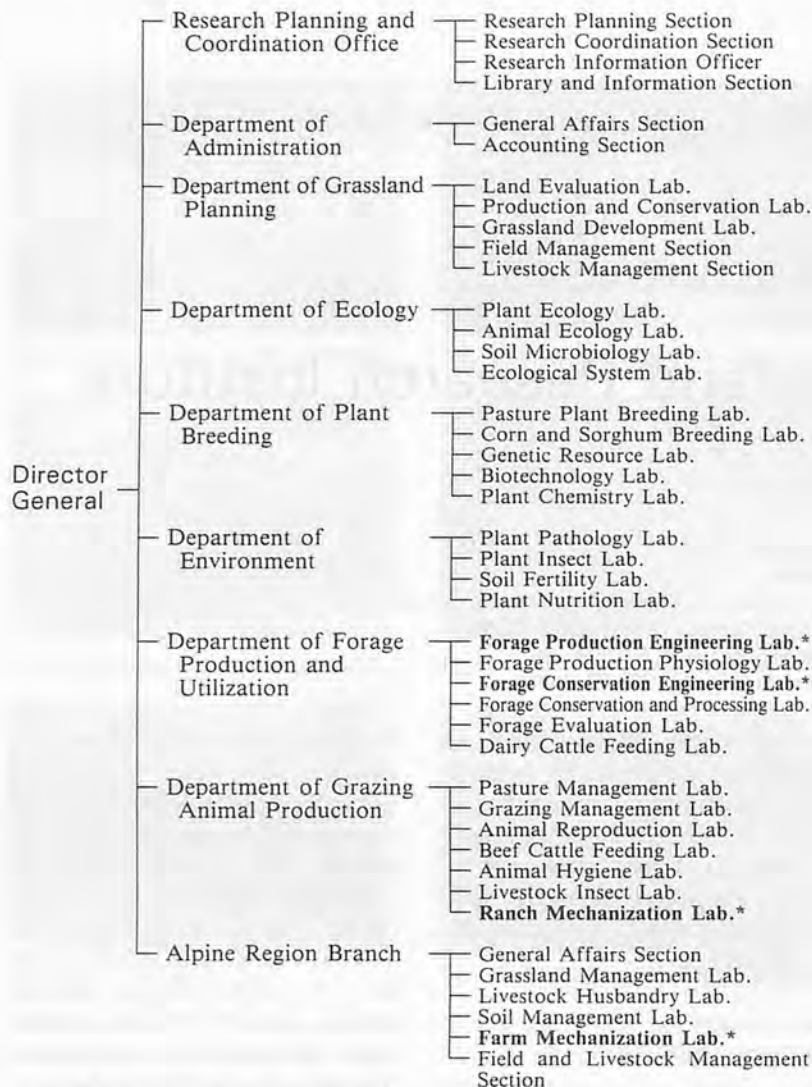 Director
General
Research Planning and
Coordination Office
Research Planning Section
Research Coordination Section
Research Information Officer
Library and Information Section
Department of
Administration
General Affairs Section
Accounting Section
Department of Grassland
Planning
Land Evaluation Lab.
Production and Conservation Lab.
Grassland Development Lab.
Field Management Section
Livestock Management Section
Department of Ecology
Plant Ecology Lab.
Animal Ecology Lab.
Soil Microbiology Lab.
Ecological System Lab.
Department of Plant
Breeding
Pasture Plant Breeding Lab.
Corn and Sorghum Breeding Lab.
Genetic Resource Lab.
Biotechnology Lab.
Plant Chemistry Lab.
Department of
Environment
Plant Pathology Lab.
Plant Insect Lab.
Soil Fertility Lab.
Plant Nutrition Lab.
Department of Forage
Production and
Utilization
Forage Production Engineering Lab.*
Forage Production Physiology Lab.
Forage Conservation Engineering Lab.*
Forage Conservation and Processing Lab.
Forage Evaluation Lab.
Dairy Cattle Feeding Lab.
Department of Grazing
Animal Production
Pasture Management Lab.
Grazing Management Lab.
Animal Reproduction Lab.
Beef Cattle Feeding Lab.
Animal Hygiene Lab.
Livestock Insect Lab.
Ranch Mechanization Lab.*
Alpine Region Branch
General Affairs Section
Grassland Management Lab.
Livestock Husbandry Lab.
Soil Management Lab.
Farm Mechanization Lab.*
Field and Livestock Management
Section